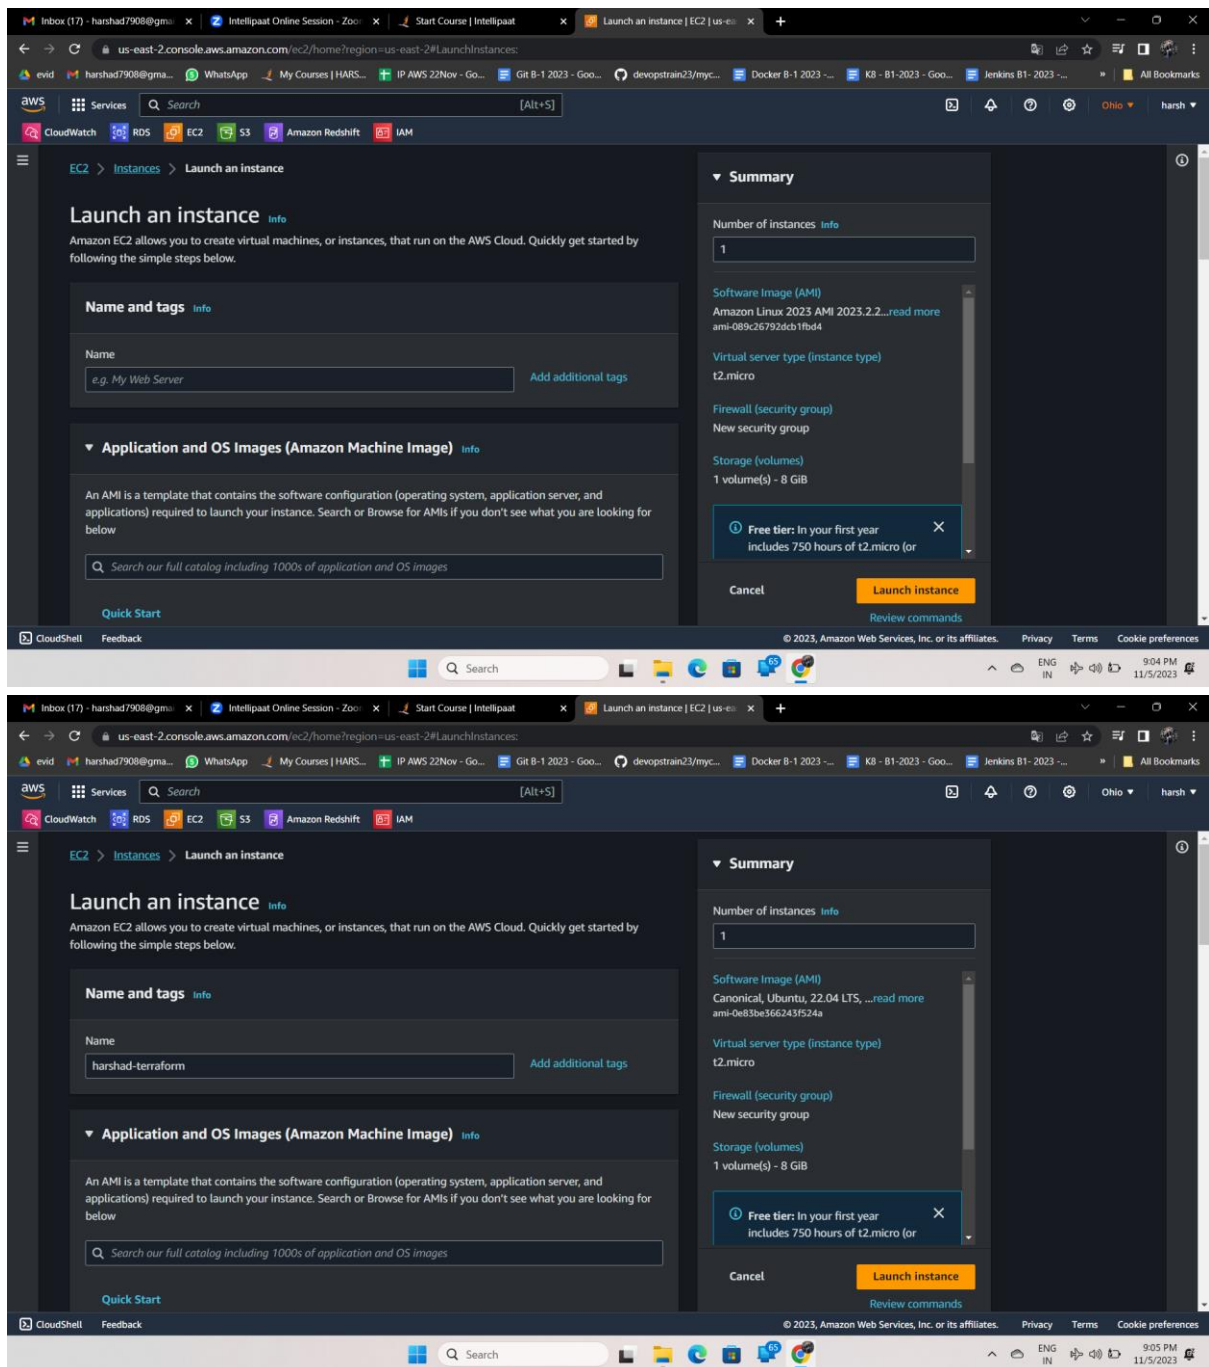 Inbox (17) - harshad7908@gma
Intellipaat Online Session - Zoo
Start Course | Intellipaat
Launch an instance | EC2 | us-ea
us-east-2.console.aws.amazon.com/ec2/home?region=us-east-2#LaunchInstances:
evid harshad7908@gma... WhatsApp My Courses | HARS... IP AWS 22Nov - Go... Git B-1 2023 - Goo... devopstrain23/myc... Docker B-1 2023 -... K8 - B1-2023 - Goo... Jenkins B1- 2023 -... » All Bookmarks
aws Services Search [Alt+S] Ohio harsh
CloudWatch RDS EC2 S3 Amazon Redshift IAM
EC2 > Instances > Launch an instance
Launch an instance Info
Amazon EC2 allows you to create virtual machines, or instances, that run on the AWS Cloud. Quickly get started by
following the simple steps below.
Name and tags Info
Name
e.g. My Web Server
Add additional tags
Application and OS Images (Amazon Machine Image) Info
An AMI is a template that contains the software configuration (operating system, application server, and
applications) required to launch your instance. Search or Browse for AMIs if you don't see what you are looking for
below
Search our full catalog including 1000s of application and OS images
Quick Start
Summary
Number of instances Info
1
Software Image (AMI)
Amazon Linux 2023 AMI 2023.2.2...read more
ami-089c26792dcb1fbd4
Virtual server type (instance type)
t2.micro
Firewall (security group)
New security group
Storage (volumes)
1 volume(s) - 8 GiB
Free tier: In your first year
includes 750 hours of t2.micro (or
Cancel
Launch instance
Review commands
CloudShell Feedback © 2023, Amazon Web Services, Inc. or its affiliates. Privacy Terms Cookie preferences
Search
65
ENG
IN
9:04 PM
11/5/2023
Inbox (17) - harshad7908@gma
Intellipaat Online Session - Zoo
Start Course | Intellipaat
Launch an instance | EC2 | us-ea
us-east-2.console.aws.amazon.com/ec2/home?region=us-east-2#LaunchInstances:
evid harshad7908@gma... WhatsApp My Courses | HARS... IP AWS 22Nov - Go... Git B-1 2023 - Goo... devopstrain23/myc... Docker B-1 2023 -... K8 - B1-2023 - Goo... Jenkins B1- 2023 -... » All Bookmarks
aws Services Search [Alt+S] Ohio harsh
CloudWatch RDS EC2 S3 Amazon Redshift IAM
EC2 > Instances > Launch an instance
Launch an instance Info
Amazon EC2 allows you to create virtual machines, or instances, that run on the AWS Cloud. Quickly get started by
following the simple steps below.
Name and tags Info
Name
harshad-terraform
Add additional tags
Application and OS Images (Amazon Machine Image) Info
An AMI is a template that contains the software configuration (operating system, application server, and
applications) required to launch your instance. Search or Browse for AMIs if you don't see what you are looking for
below
Search our full catalog including 1000s of application and OS images
Quick Start
Summary
Number of instances Info
1
Software Image (AMI)
Canonical, Ubuntu, 22.04 LTS, ...read more
ami-0e83be366243f524a
Virtual server type (instance type)
t2.micro
Firewall (security group)
New security group
Storage (volumes)
1 volume(s) - 8 GiB
Free tier: In your first year
includes 750 hours of t2.micro (or
Cancel
Launch instance
Review commands
CloudShell Feedback © 2023, Amazon Web Services, Inc. or its affiliates. Privacy Terms Cookie preferences
Search
65
ENG
IN
9:05 PM
11/5/2023